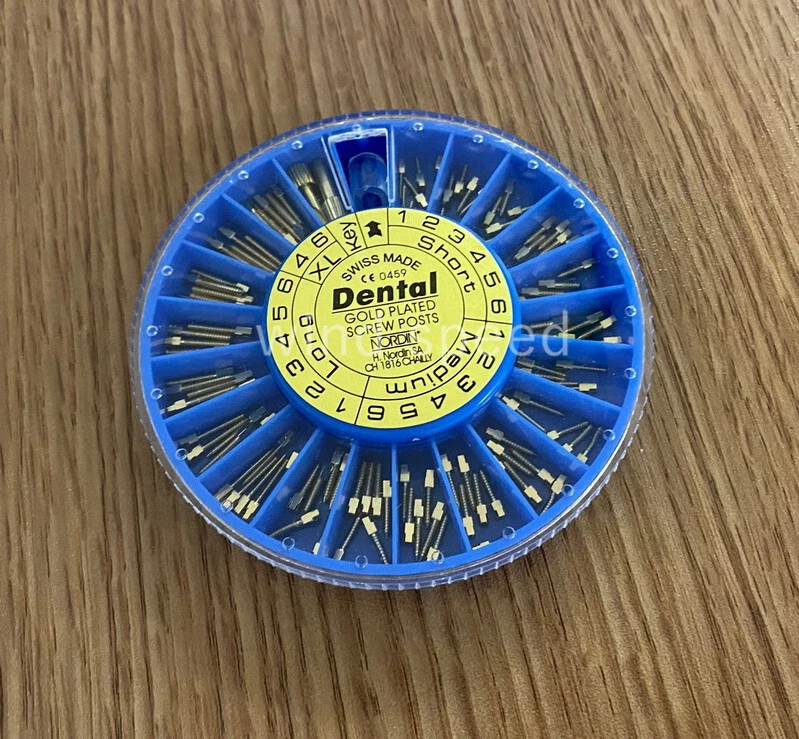 SWISS MADE
CE 0459
Dental
GOLD PLATED
SCREW POSTS
NORDIN
H. Nordin SA
CH 1816 CHAILLY
Short
1 2 3 4 5 6
Medium
1 2 3 4 5 6
Long
1 2 3 4 5 6
XL
4 6
key